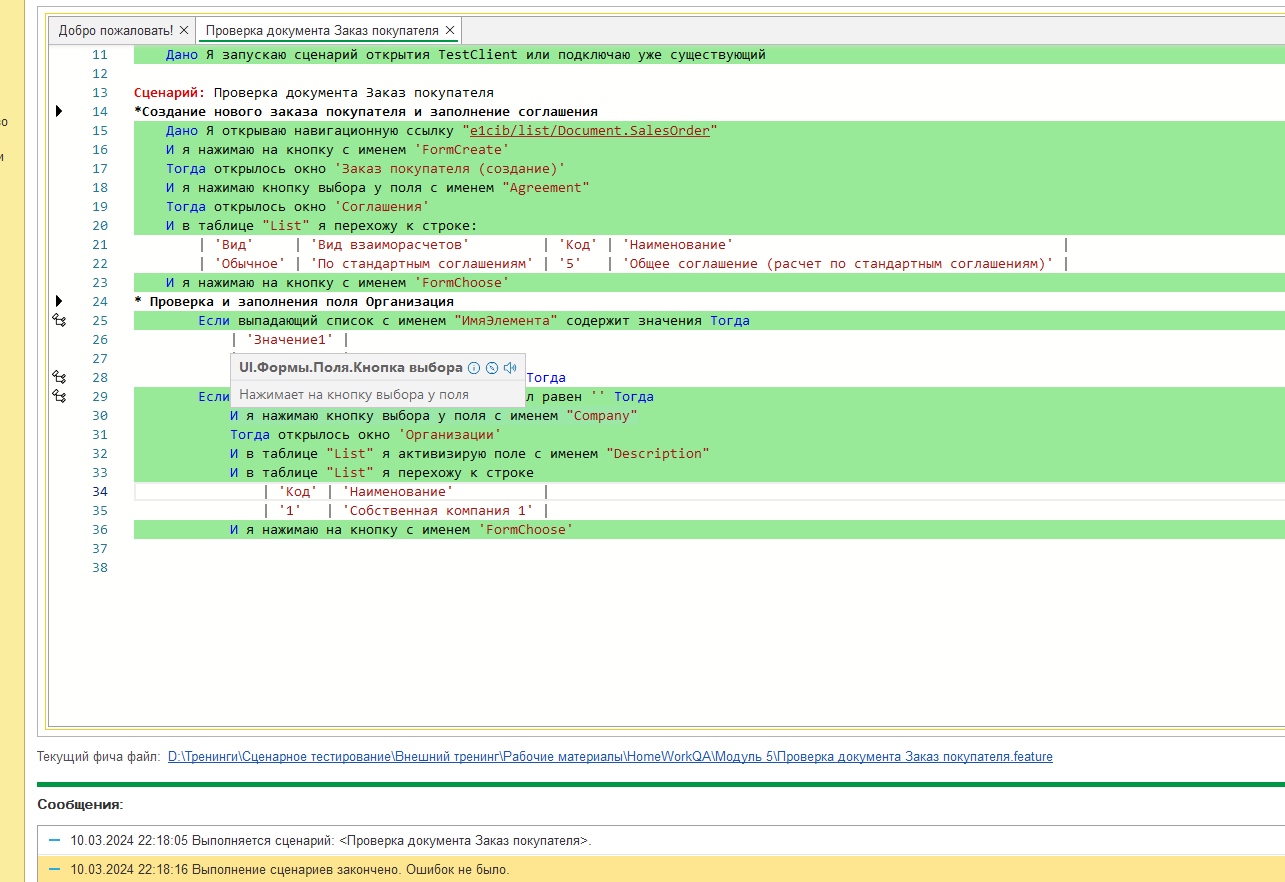 Добро пожаловать! × Проверка документа Заказ покупателя ×
11 Дано Я запускаю сценарий открытия TestClient или подключаю уже существующий
12
13 Сценарий: Проверка документа Заказ покупателя
14 *Создание нового заказа покупателя и заполнение соглашения
15 Дано Я открываю навигационную ссылку "e1cib/list/Document.SalesOrder"
16 И я нажимаю на кнопку с именем 'FormCreate'
17 Тогда открылось окно 'Заказ покупателя (создание)'
18 И я нажимаю кнопку выбора у поля с именем "Agreement"
19 Тогда открылось окно 'Соглашения'
20 И в таблице "List" я перехожу к строке:
21 | 'Вид' | 'Вид взаиморасчетов' | 'Код' | 'Наименование' |
22 | 'Обычное' | 'По стандартным соглашениям' | '5' | 'Общее соглашение (расчет по стандартным соглашениям)' |
23 И я нажимаю на кнопку с именем 'FormChoose'
24 * Проверка и заполнения поля Организация
25 Если выпадающий список с именем "ИмяЭлемента" содержит значения Тогда
26 | 'Значение1' |
27
UI.Формы.Поля.Кнопка выбора
28 Тогда
Нажимает на кнопку выбора у поля
29 Если л равен '' Тогда
30 И я нажимаю кнопку выбора у поля с именем "Company"
31 Тогда открылось окно 'Организации'
32 И в таблице "List" я активизирую поле с именем "Description"
33 И в таблице "List" я перехожу к строке
34 | 'Код' | 'Наименование' |
35 | '1' | 'Собственная компания 1' |
36 И я нажимаю на кнопку с именем 'FormChoose'
37
38
Текущий фича файл: D:\Тренинги\Сценарное тестирование\Внешний тренинг\Рабочие материалы\HomeWorkQA\Модуль 5\Проверка документа Заказ покупателя.feature
Сообщения:
10.03.2024 22:18:05 Выполняется сценарий: <Проверка документа Заказ покупателя>.
10.03.2024 22:18:16 Выполнение сценариев закончено. Ошибок не было.